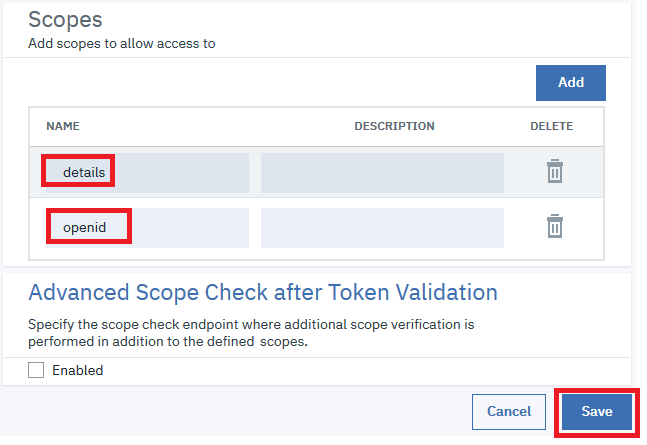 Scopes
Add scopes to allow access to
Add
NAME DESCRIPTION DELETE
details
openid
Advanced Scope Check after Token Validation
Specify the scope check endpoint where additional scope verification is
performed in addition to the defined scopes.
Enabled
Cancel Save